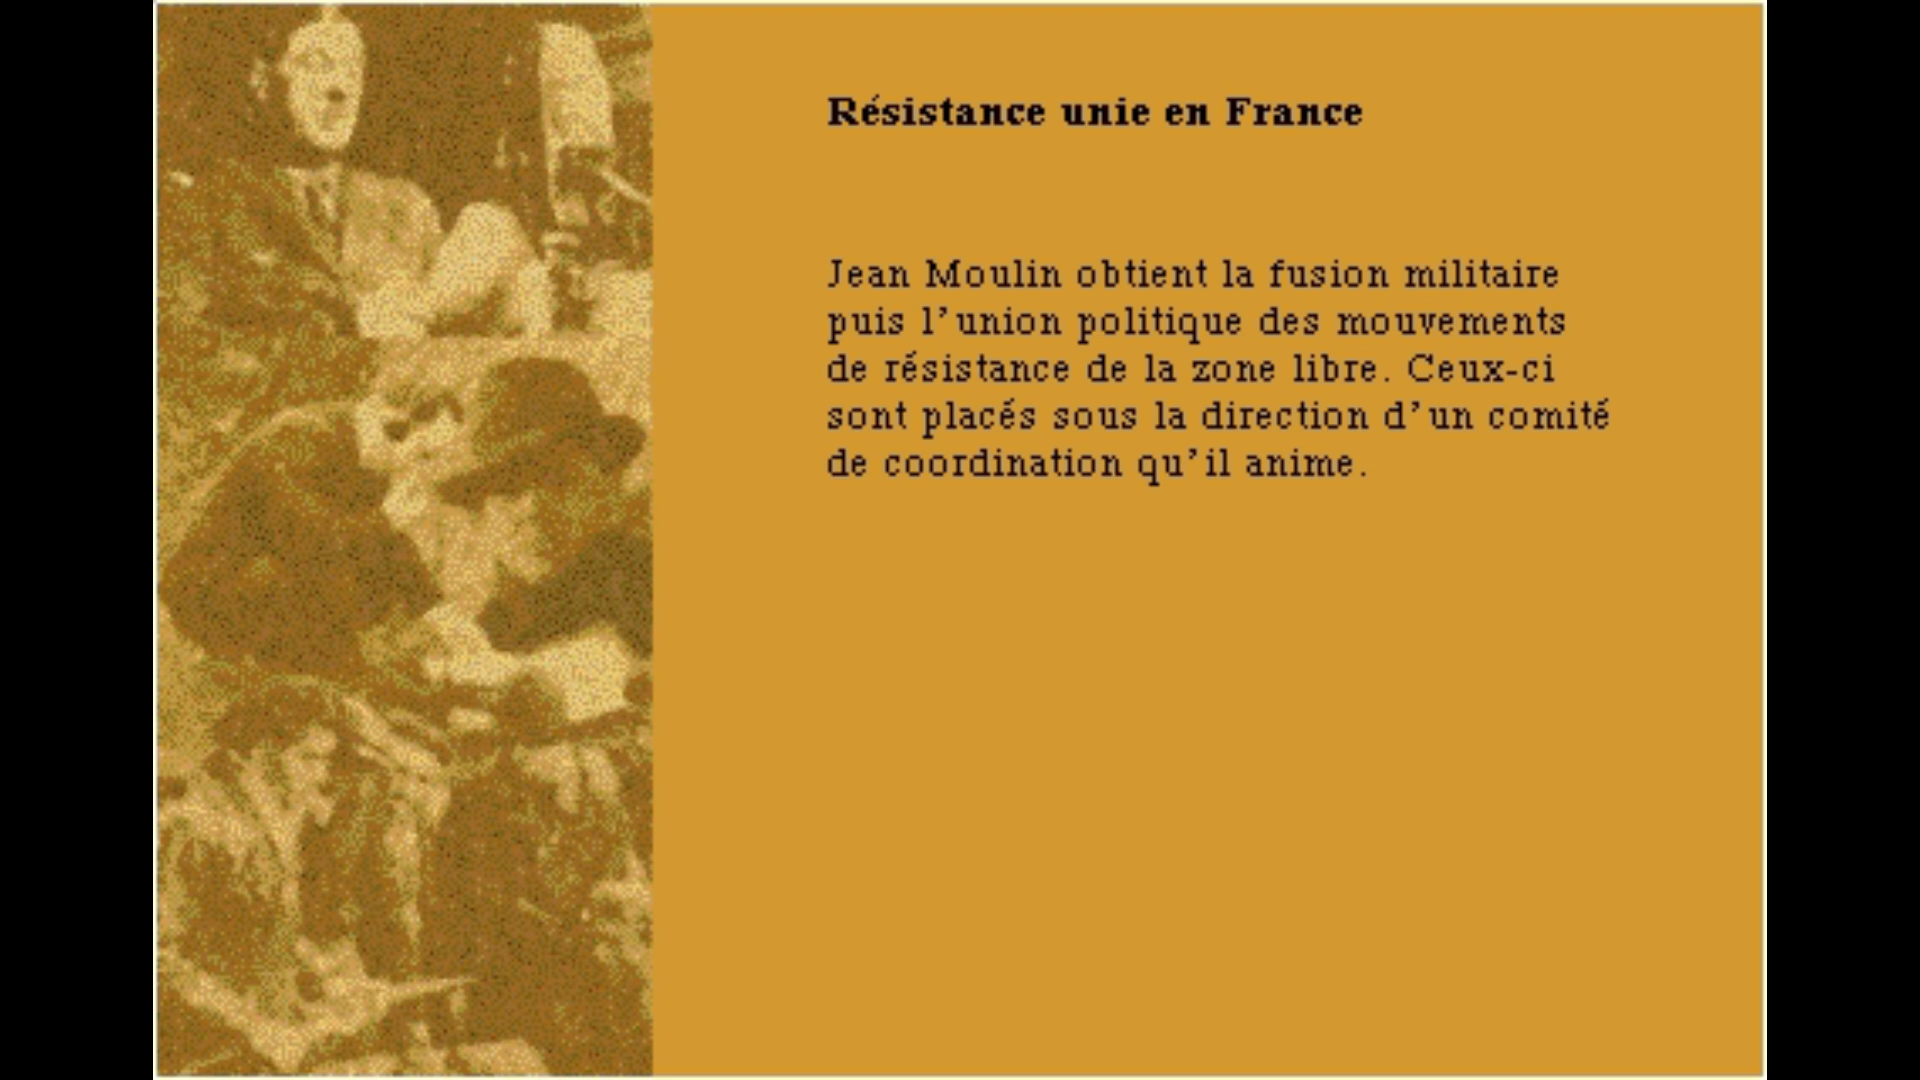 Résistance unie en France
Jean Moulin obtient la fusion militaire
puis l’union politique des mouvements
de résistance de la zone libre. Ceux-ci
sont placés sous la direction d’un comité
de coordination qu’il anime.